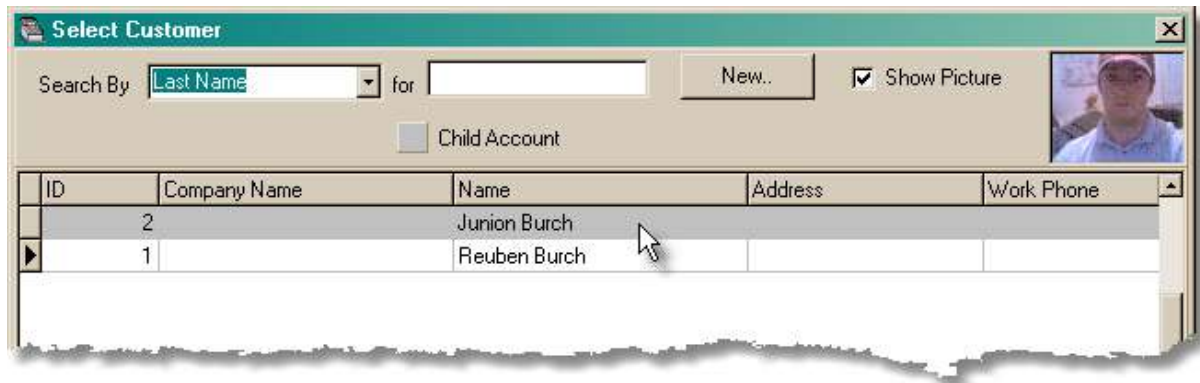 Select Customer
Search By Last Name for New.. Show Picture
Child Account
ID Company Name Name Address Work Phone
2 Junion Burch
1 Reuben Burch